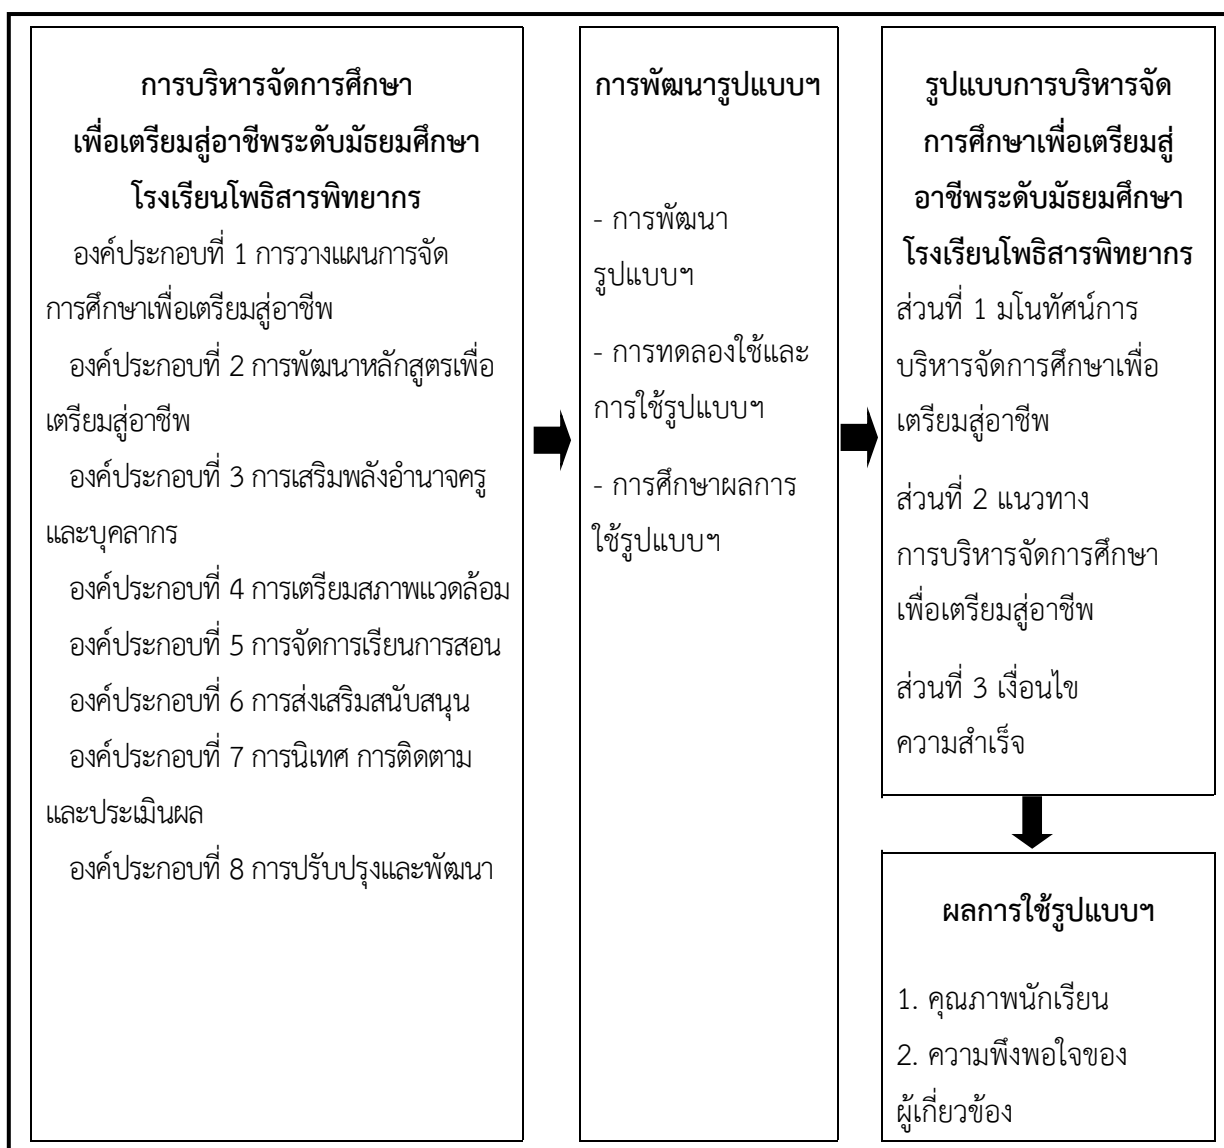 การบริหารจัดการศึกษา
เพื่อเตรียมสู่อาชีพระดับมัธยมศึกษา
โรงเรียนโพธิสารพิทยากร
องค์ประกอบที่ 1 การวางแผนการจัด
การศึกษาเพื่อเตรียมสู่อาชีพ
องค์ประกอบที่ 2 การพัฒนาหลักสูตรเพื่อ
เตรียมสู่อาชีพ
องค์ประกอบที่ 3 การเสริมพลังอำนาจครู
และบุคลากร
องค์ประกอบที่ 4 การเตรียมสภาพแวดล้อม
องค์ประกอบที่ 5 การจัดการเรียนการสอน
องค์ประกอบที่ 6 การส่งเสริมสนับสนุน
องค์ประกอบที่ 7 การนิเทศ การติดตาม
และประเมินผล
องค์ประกอบที่ 8 การปรับปรุงและพัฒนา
การพัฒนารูปแบบฯ
- การพัฒนา
รูปแบบฯ
- การทดลองใช้และ
การใช้รูปแบบฯ
- การศึกษาผลการ
ใช้รูปแบบฯ
รูปแบบการบริหารจัด
การศึกษาเพื่อเตรียมสู่
อาชีพระดับมัธยมศึกษา
โรงเรียนโพธิสารพิทยากร
ส่วนที่ 1 มโนทัศน์การ
บริหารจัดการศึกษาเพื่อ
เตรียมสู่อาชีพ
ส่วนที่ 2 แนวทาง
การบริหารจัดการศึกษา
เพื่อเตรียมสู่อาชีพ
ส่วนที่ 3 เงื่อนไข
ความสำเร็จ
ผลการใช้รูปแบบฯ
1. คุณภาพนักเรียน
2. ความพึงพอใจของ
ผู้เกี่ยวข้อง